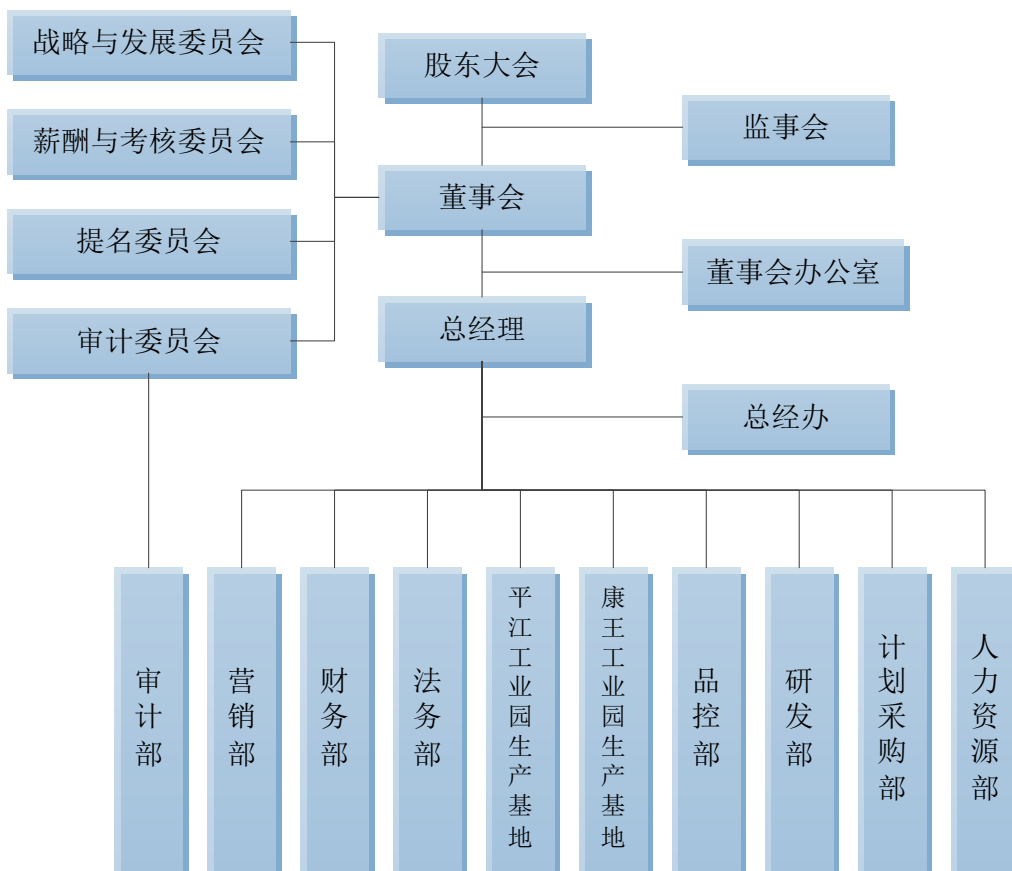 战略与发展委员会
股东大会
监事会
薪酬与考核委员会
董事会
提名委员会
董事会办公室
总经理
审计委员会
总经办
审计部
营销部
财务部
法务部
平江工业园生产基地
康王工业园生产基地
品控部
研发部
计划采购部
人力资源部